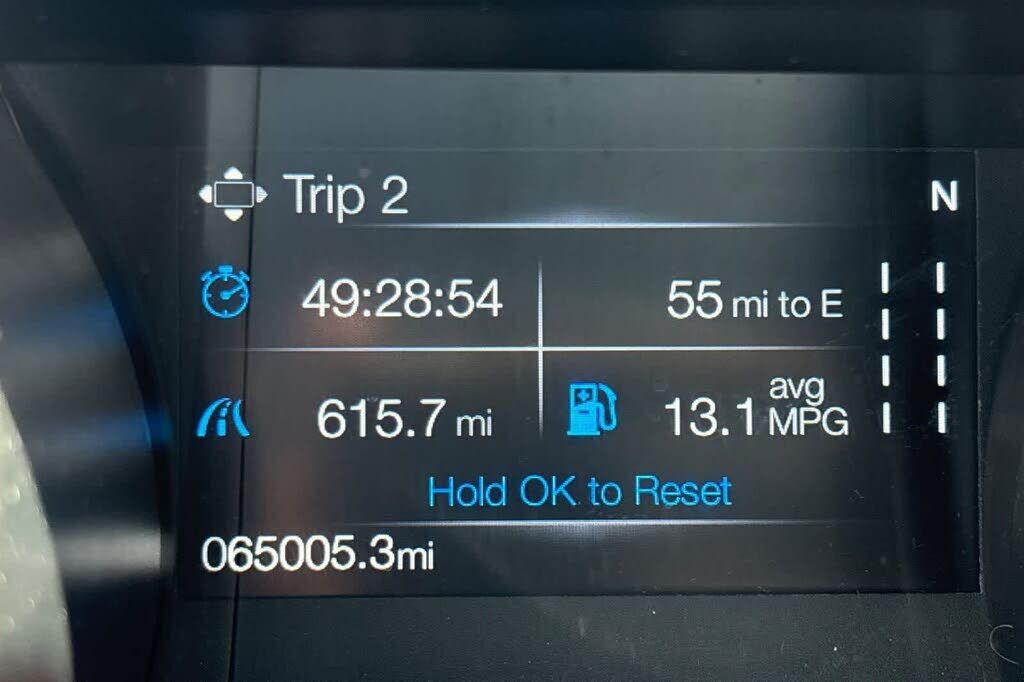 Trip 2
N
49:28:54
55 mi to E
615.7 mi
13.1 avg MPG
Hold OK to Reset
065005.3mi